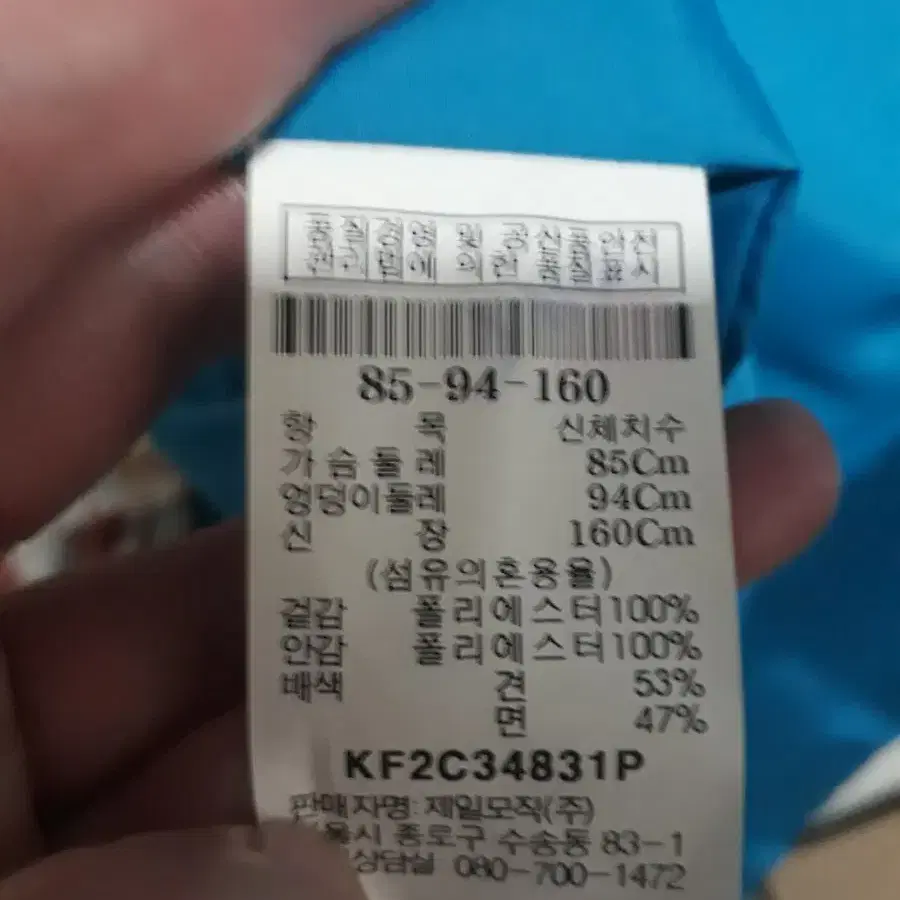 품질경영 및 공산품안전
관리법에 의한 품질표시
85-94-160
항 목 신체치수
가슴둘레 85Cm
엉덩이둘레 94Cm
신 장 160Cm
(섬유의혼용율)
겉감 폴리에스터100%
안감 폴리에스터100%
배색 견 53%
면 47%
KF2C34831P
판매자명: 제일모직(주)
울시 종로구 수송동 83-1
상담실 080-700-1472